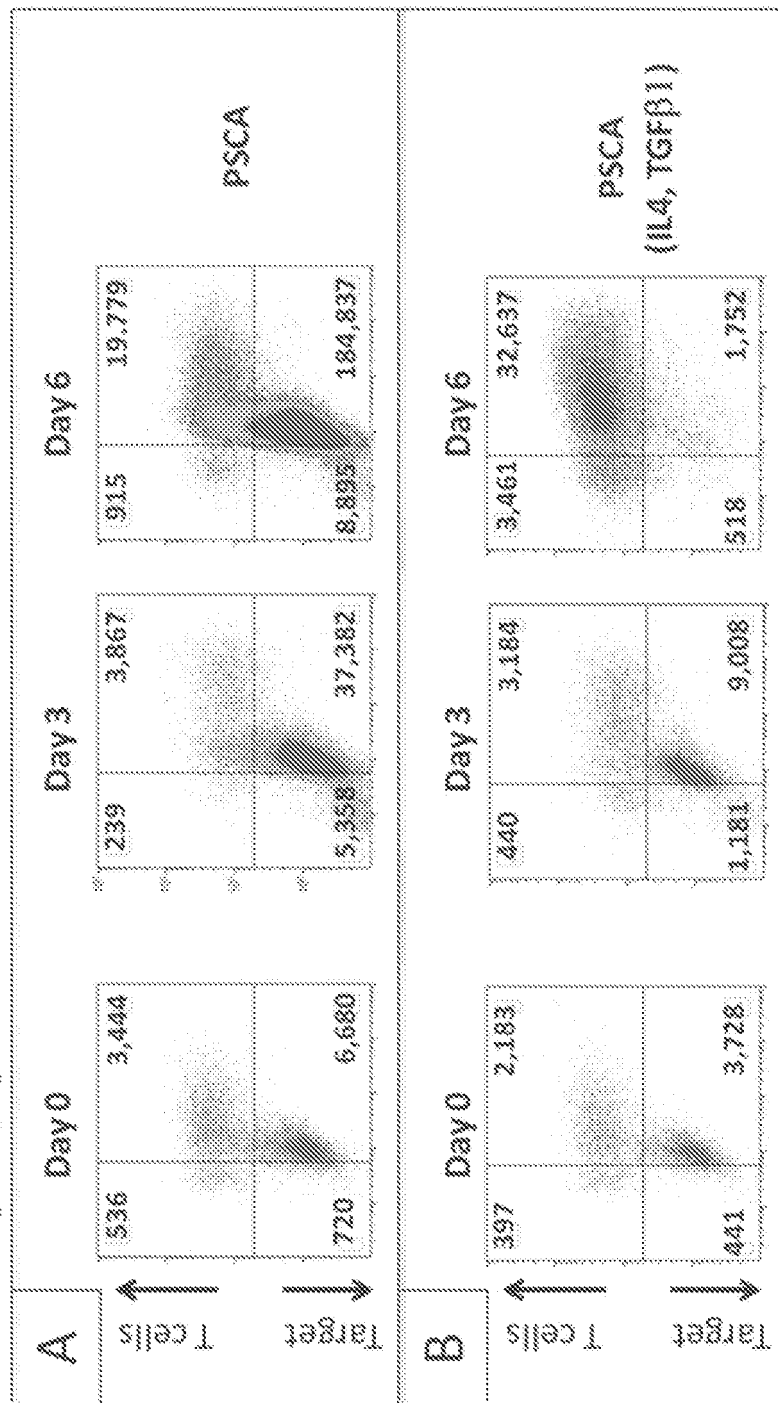 A
Day 0
Day 3
Day 6
T cells
Target
536
3,444
720
6,680
239
3,867
5,358
37,382
915
19.779
8,895
184,837
PSCA
B
Day 0
Day 3
Day 6
T cells
Target
397
2,183
441
3,728
440
3,184
1,181
9,008
3,461
32,637
518
1,752
PSCA
(IL4, TGFβ1)